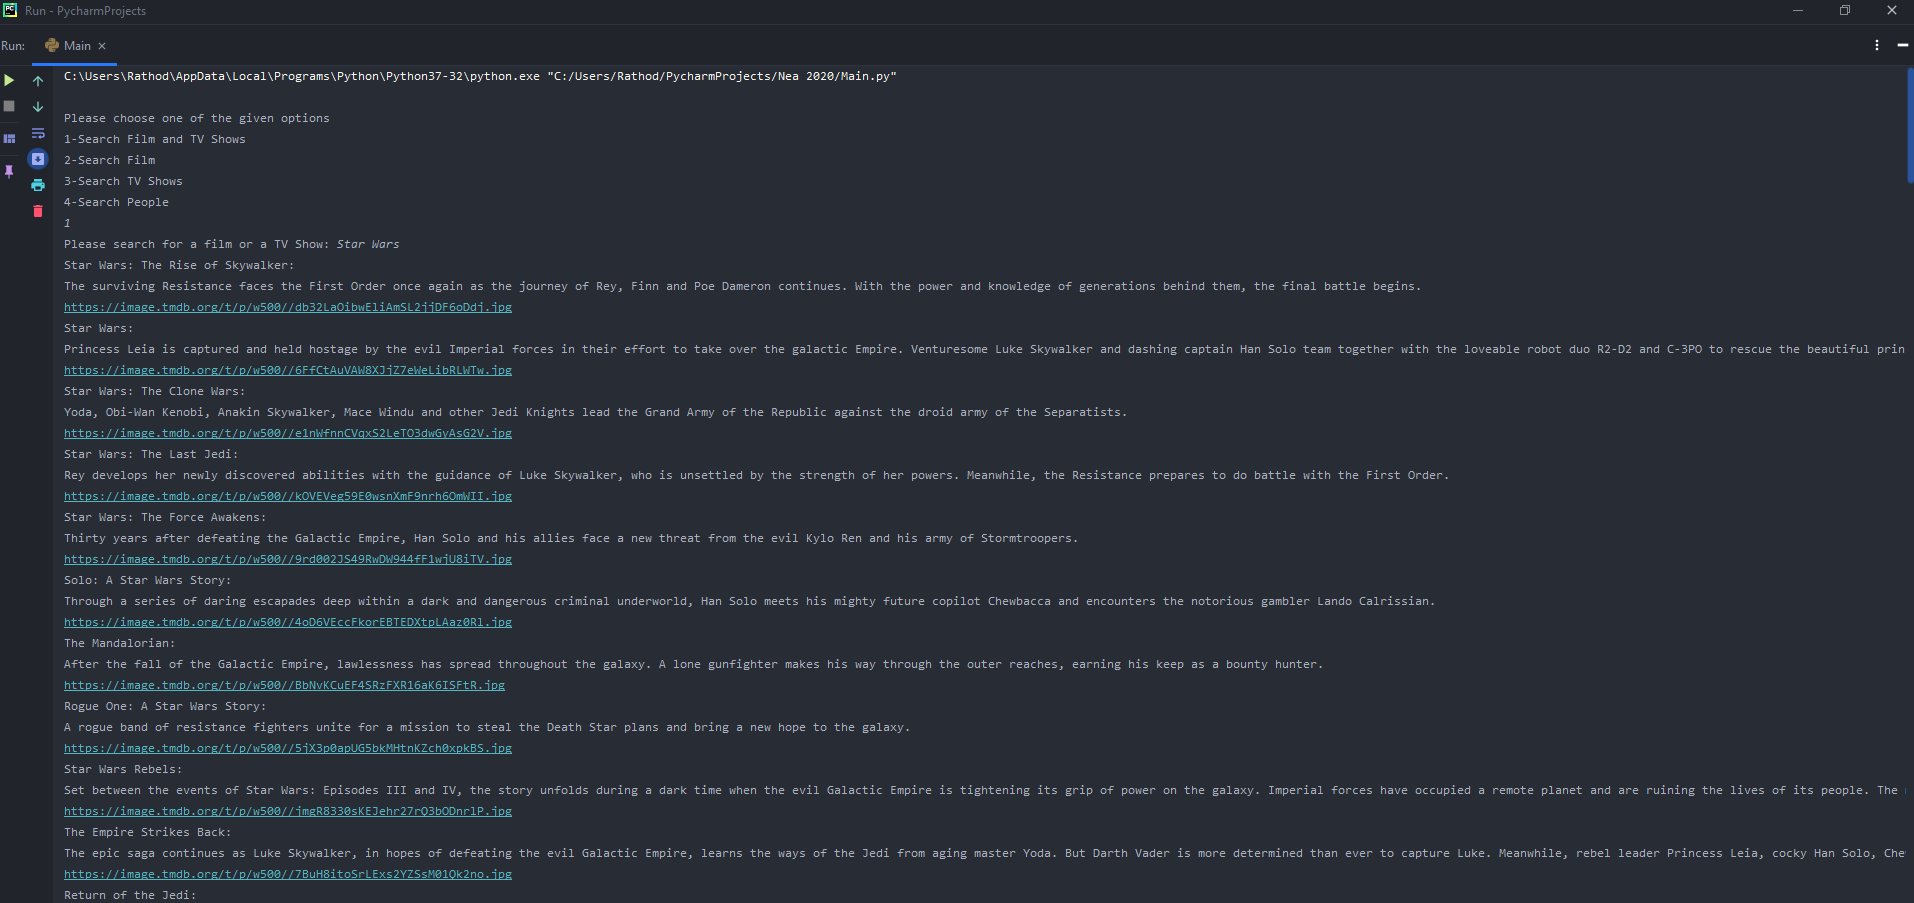 PC Run - PycharmProjects
Run: Main
C:\Users\Rathod\AppData\Local\Programs\Python\Python37-32\python.exe "C:/Users/Rathod/PycharmProjects/Nea 2020/Main.py"
Please choose one of the given options
1-Search Film and TV Shows
2-Search Film
3-Search TV Shows
4-Search People
1
Please search for a film or a TV Show: Star Wars
Star Wars: The Rise of Skywalker:
The surviving Resistance faces the First Order once again as the journey of Rey, Finn and Poe Dameron continues. With the power and knowledge of generations behind them, the final battle begins.
https://image.tmdb.org/t/p/w500//db32LaOibwEliAmSL2jjDF6oDdj.jpg
Star Wars:
Princess Leia is captured and held hostage by the evil Imperial forces in their effort to take over the galactic Empire. Venturesome Luke Skywalker and dashing captain Han Solo team together with the loveable robot duo R2-D2 and C-3PO to rescue the beautiful prin
https://image.tmdb.org/t/p/w500//6FfCtAuVAW8XJjZ7eWeLibRLWTw.jpg
Star Wars: The Clone Wars:
Yoda, Obi-Wan Kenobi, Anakin Skywalker, Mace Windu and other Jedi Knights lead the Grand Army of the Republic against the droid army of the Separatists.
https://image.tmdb.org/t/p/w500//e1nWfnnCVqxS2LeTO3dwGyAsG2V.jpg
Star Wars: The Last Jedi:
Rey develops her newly discovered abilities with the guidance of Luke Skywalker, who is unsettled by the strength of her powers. Meanwhile, the Resistance prepares to do battle with the First Order.
https://image.tmdb.org/t/p/w500//kOVEVeg59E0wsnXmF9nrh6OmWII.jpg
Star Wars: The Force Awakens:
Thirty years after defeating the Galactic Empire, Han Solo and his allies face a new threat from the evil Kylo Ren and his army of Stormtroopers.
https://image.tmdb.org/t/p/w500//9rd002JS49RwDW944fF1wjU8iTV.jpg
Solo: A Star Wars Story:
Through a series of daring escapades deep within a dark and dangerous criminal underworld, Han Solo meets his mighty future copilot Chewbacca and encounters the notorious gambler Lando Calrissian.
https://image.tmdb.org/t/p/w500//4oD6VEccFkorEBTEDXtpLAaz0Rl.jpg
The Mandalorian:
After the fall of the Galactic Empire, lawlessness has spread throughout the galaxy. A lone gunfighter makes his way through the outer reaches, earning his keep as a bounty hunter.
https://image.tmdb.org/t/p/w500//BbNvKCuEF4SRzFXR16aK6ISFtR.jpg
Rogue One: A Star Wars Story:
A rogue band of resistance fighters unite for a mission to steal the Death Star plans and bring a new hope to the galaxy.
https://image.tmdb.org/t/p/w500//5jX3p0apUG5bkMHtnKZch0xpkBS.jpg
Star Wars Rebels:
Set between the events of Star Wars: Episodes III and IV, the story unfolds during a dark time when the evil Galactic Empire is tightening its grip of power on the galaxy. Imperial forces have occupied a remote planet and are ruining the lives of its people. The
https://image.tmdb.org/t/p/w500//jmgR8330sKEJehr27rQ3bODnrlP.jpg
The Empire Strikes Back:
The epic saga continues as Luke Skywalker, in hopes of defeating the evil Galactic Empire, learns the ways of the Jedi from aging master Yoda. But Darth Vader is more determined than ever to capture Luke. Meanwhile, rebel leader Princess Leia, cocky Han Solo, Che
https://image.tmdb.org/t/p/w500//7BuH8itoSrLExs2YZSsM01Qk2no.jpg
Return of the Jedi: